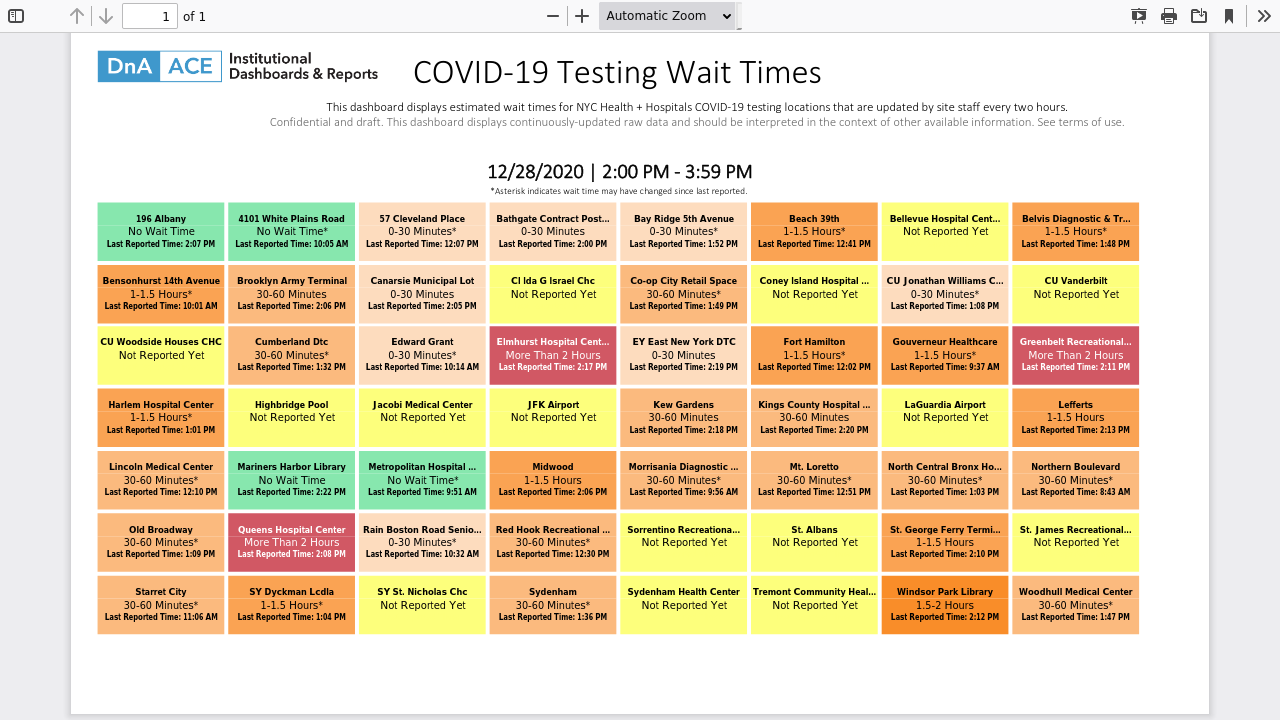 1 of 1 Automatic Zoom
DnA ACE Institutional
Dashboards & Reports
COVID-19 Testing Wait Times
This dashboard displays estimated wait times for NYC Health + Hospitals COVID-19 testing locations that are updated by site staff every two hours.
Confidential and draft. This dashboard displays continuously-updated raw data and should be interpreted in the context of other available information. See terms of use.
12/28/2020 | 2:00 PM - 3:59 PM
*Asterisk indicates wait time may have changed since last reported.
196 Albany
No Wait Time
Last Reported Time: 2:07 PM
4101 White Plains Road
No Wait Time*
Last Reported Time: 10:05 AM
57 Cleveland Place
0-30 Minutes*
Last Reported Time: 12:07 PM
Bathgate Contract Post...
0-30 Minutes
Last Reported Time: 2:00 PM
Bay Ridge 5th Avenue
0-30 Minutes*
Last Reported Time: 1:52 PM
Beach 39th
1-1.5 Hours*
Last Reported Time: 12:41 PM
Bellevue Hospital Cent...
Not Reported Yet
Belvis Diagnostic & Tr...
1-1.5 Hours*
Last Reported Time: 1:48 PM
Bensonhurst 14th Avenue
1-1.5 Hours*
Last Reported Time: 10:01 AM
Brooklyn Army Terminal
30-60 Minutes
Last Reported Time: 2:06 PM
Canarsie Municipal Lot
0-30 Minutes
Last Reported Time: 2:05 PM
CI Ida G Israel Chc
Not Reported Yet
Co-op City Retail Space
30-60 Minutes*
Last Reported Time: 1:49 PM
Coney Island Hospital ...
Not Reported Yet
CU Jonathan Williams C...
0-30 Minutes*
Last Reported Time: 1:08 PM
CU Vanderbilt
Not Reported Yet
CU Woodside Houses CHC
Not Reported Yet
Cumberland Dtc
30-60 Minutes*
Last Reported Time: 1:32 PM
Edward Grant
0-30 Minutes*
Last Reported Time: 10:14 AM
Elmhurst Hospital Cent...
More Than 2 Hours
Last Reported Time: 2:17 PM
EY East New York DTC
0-30 Minutes
Last Reported Time: 2:19 PM
Fort Hamilton
1-1.5 Hours*
Last Reported Time: 12:02 PM
Gouverneur Healthcare
1-1.5 Hours*
Last Reported Time: 9:37 AM
Greenbelt Recreational...
More Than 2 Hours
Last Reported Time: 2:11 PM
Harlem Hospital Center
1-1.5 Hours*
Last Reported Time: 1:01 PM
Highbridge Pool
Not Reported Yet
Jacobi Medical Center
Not Reported Yet
JFK Airport
Not Reported Yet
Kew Gardens
30-60 Minutes
Last Reported Time: 2:18 PM
Kings County Hospital ...
30-60 Minutes
Last Reported Time: 2:20 PM
LaGuardia Airport
Not Reported Yet
Lefferts
1-1.5 Hours
Last Reported Time: 2:13 PM
Lincoln Medical Center
30-60 Minutes*
Last Reported Time: 12:10 PM
Mariners Harbor Library
No Wait Time
Last Reported Time: 2:22 PM
Metropolitan Hospital ...
No Wait Time*
Last Reported Time: 9:51 AM
Midwood
1-1.5 Hours
Last Reported Time: 2:06 PM
Morrisania Diagnostic ...
30-60 Minutes*
Last Reported Time: 9:56 AM
Mt. Loretto
30-60 Minutes*
Last Reported Time: 12:51 PM
North Central Bronx Ho...
30-60 Minutes*
Last Reported Time: 1:03 PM
Northern Boulevard
30-60 Minutes*
Last Reported Time: 8:43 AM
Old Broadway
30-60 Minutes*
Last Reported Time: 1:09 PM
Queens Hospital Center
More Than 2 Hours
Last Reported Time: 2:08 PM
Rain Boston Road Senio...
0-30 Minutes*
Last Reported Time: 10:32 AM
Red Hook Recreational ...
30-60 Minutes*
Last Reported Time: 12:30 PM
Sorrentino Recreationa...
Not Reported Yet
St. Albans
Not Reported Yet
St. George Ferry Termi...
1-1.5 Hours
Last Reported Time: 2:10 PM
St. James Recreational...
Not Reported Yet
Starret City
30-60 Minutes*
Last Reported Time: 11:06 AM
SY Dyckman Lcdla
1-1.5 Hours*
Last Reported Time: 1:04 PM
SY St. Nicholas Chc
Not Reported Yet
Sydenham
30-60 Minutes*
Last Reported Time: 1:36 PM
Sydenham Health Center
Not Reported Yet
Tremont Community Heal...
Not Reported Yet
Windsor Park Library
1.5-2 Hours
Last Reported Time: 2:12 PM
Woodhull Medical Center
30-60 Minutes*
Last Reported Time: 1:47 PM